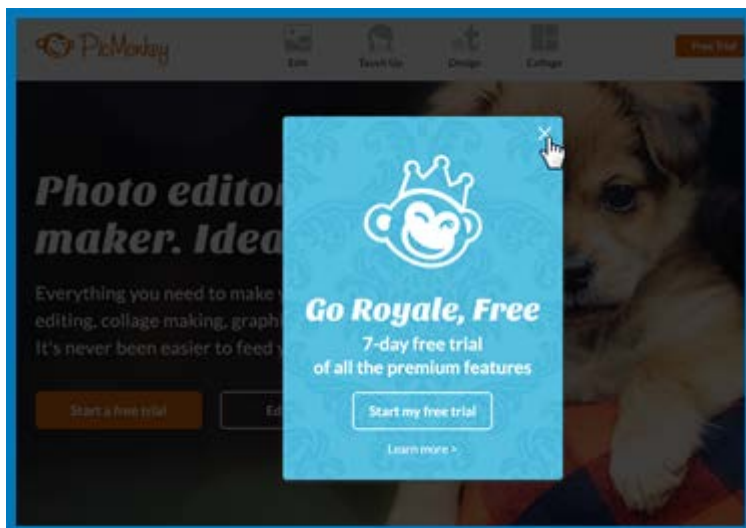 PicMonkey
Edit
Touch Up
Design
Collage
Free Trial
Photo editor
maker. Idea
Everything you need to make
editing, collage making, graph
It's never been easier to feed
Start a free trial
Ed
Go Royale, Free
7-day free trial
of all the premium features
Start my free trial
Learn more >